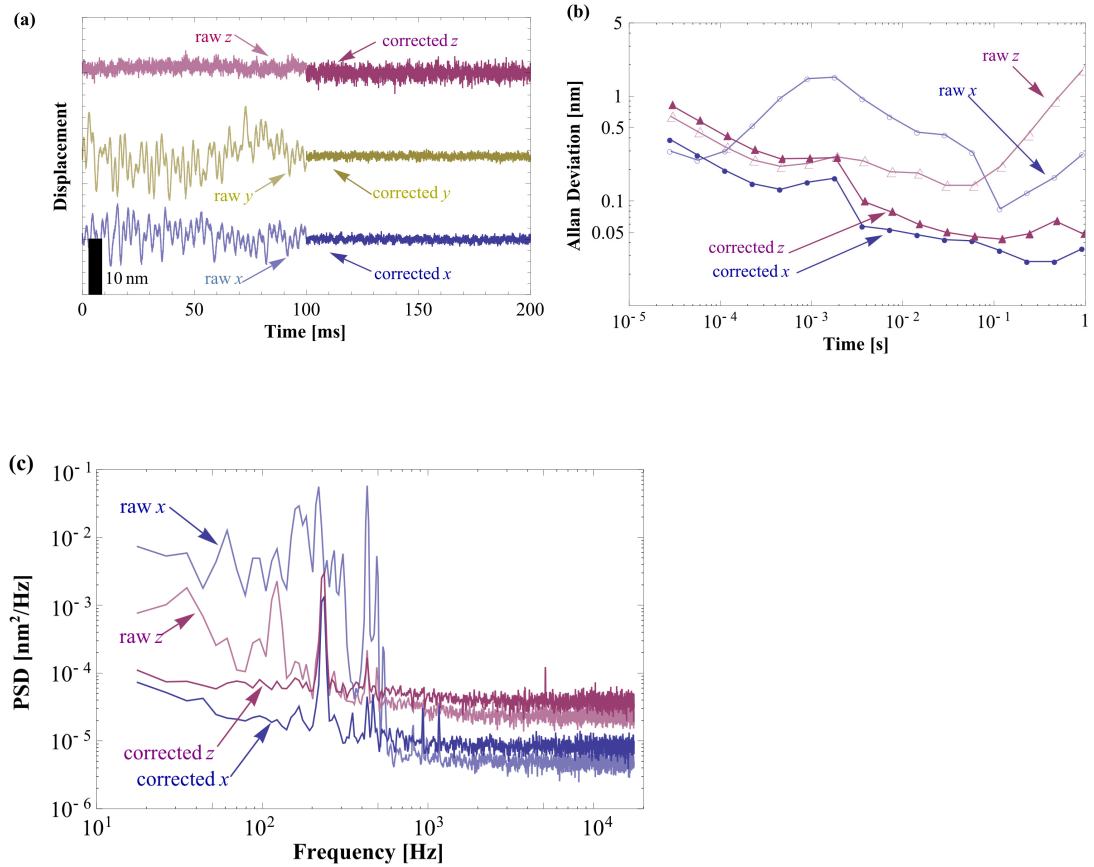 (a)
raw z
corrected z
Displacement
raw y
corrected y
raw x
corrected x
10 nm
0 50 100 150 200
Time [ms]
(b)
5
1
0.5
0.1
0.05
Allan Deviation [nm]
raw z
raw x
corrected z
corrected x
10-5 10-4 10-3 10-2 10-1 1
Time [s]
(c)
10-1
10-2
10-3
10-4
10-5
10-6
PSD [nm2/Hz]
raw x
raw z
corrected z
corrected x
101 102 103 104
Frequency [Hz]